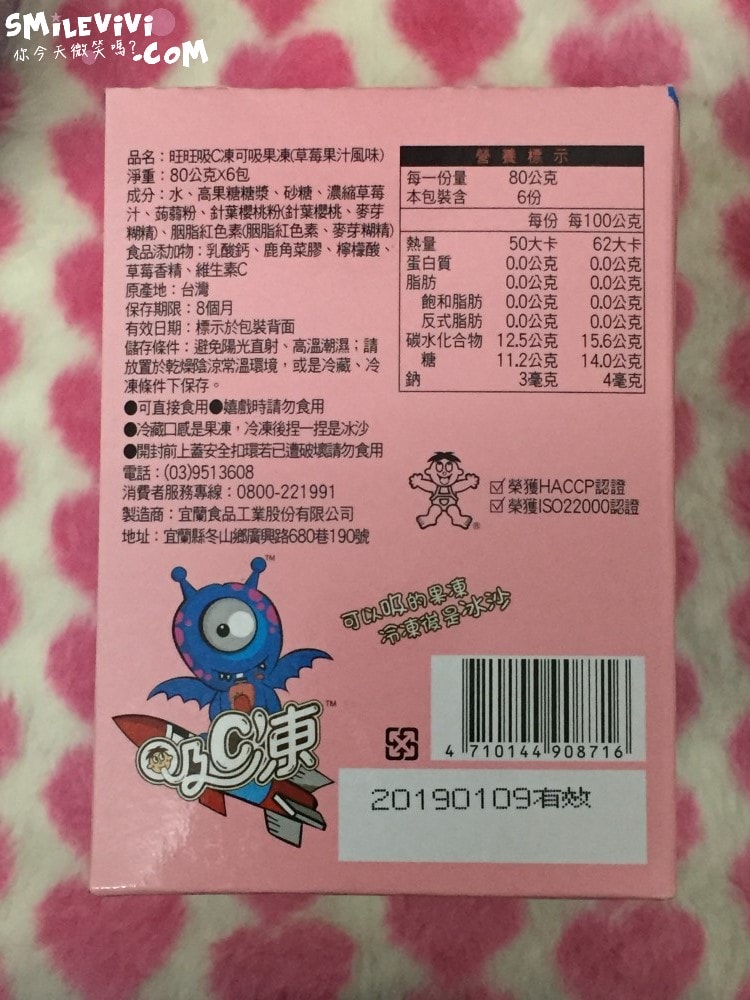 SMiLEViVi
你今天微笑嗎?.COM
品名：旺旺吸C凍可吸果凍(草莓果汁風味)
淨重：80公克X6包
成分：水、高果糖糖漿、砂糖、濃縮草莓
汁、蒟蒻粉、針葉櫻桃粉(針葉櫻桃、麥芽
糊精)、胭脂紅色素(胭脂紅色素、麥芽糊精)
食品添加物：乳酸鈣、鹿角菜膠、檸檬酸、
草莓香精、維生素C
原產地：台灣
保存期限：8個月
有效日期：標示於包裝背面
儲存條件：避免陽光直射、高溫潮濕；請
放置於乾燥陰涼常溫環境，或是冷藏、冷
凍條件下保存。
●可直接食用●嬉戲時請勿食用
●冷藏口感是果凍，冷凍後捏一捏是冰沙
●開封前上蓋安全扣環若已遭破壞請勿食用
電話：(03)9513608
消費者服務專線：0800-221991
製造商：宜蘭食品工業股份有限公司
地址：宜蘭縣冬山鄉廣興路680巷190號
營養標示
每一份量 80公克
本包裝含 6份
每份 每100公克
熱量 50大卡 62大卡
蛋白質 0.0公克 0.0公克
脂肪 0.0公克 0.0公克
飽和脂肪 0.0公克 0.0公克
反式脂肪 0.0公克 0.0公克
碳水化合物 12.5公克 15.6公克
糖 11.2公克 14.0公克
鈉 3毫克 4毫克
☑榮獲HACCP認證
☑榮獲ISO22000認證
®
可以吸的果凍
冷凍後是冰沙
TM
吸C凍
TM
4 710144 908716
20190109有效